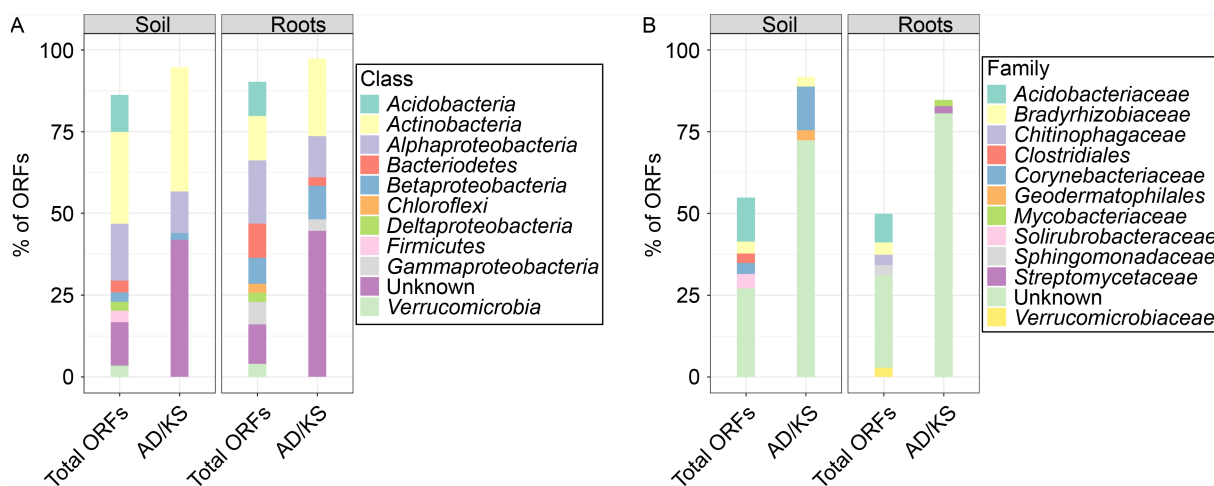 A
Soil
Roots
100
75
50
25
0
% of ORFs
Total ORFs
AD/KS
Total ORFs
AD/KS
Class
Acidobacteria
Actinobacteria
Alphaproteobacteria
Bacteriodetes
Betaproteobacteria
Chloroflexi
Deltaproteobacteria
Firmicutes
Gammaproteobacteria
Unknown
Verrucomicrobia
B
Soil
Roots
100
75
50
25
0
% of ORFs
Total ORFs
AD/KS
Total ORFs
AD/KS
Family
Acidobacteriaceae
Bradyrhizobiaceae
Chitinophagaceae
Clostridiales
Corynebacteriaceae
Geodermatophilales
Mycobacteriaceae
Solirubrobacteraceae
Sphingomonadaceae
Streptomycetaceae
Unknown
Verrucomicrobiaceae